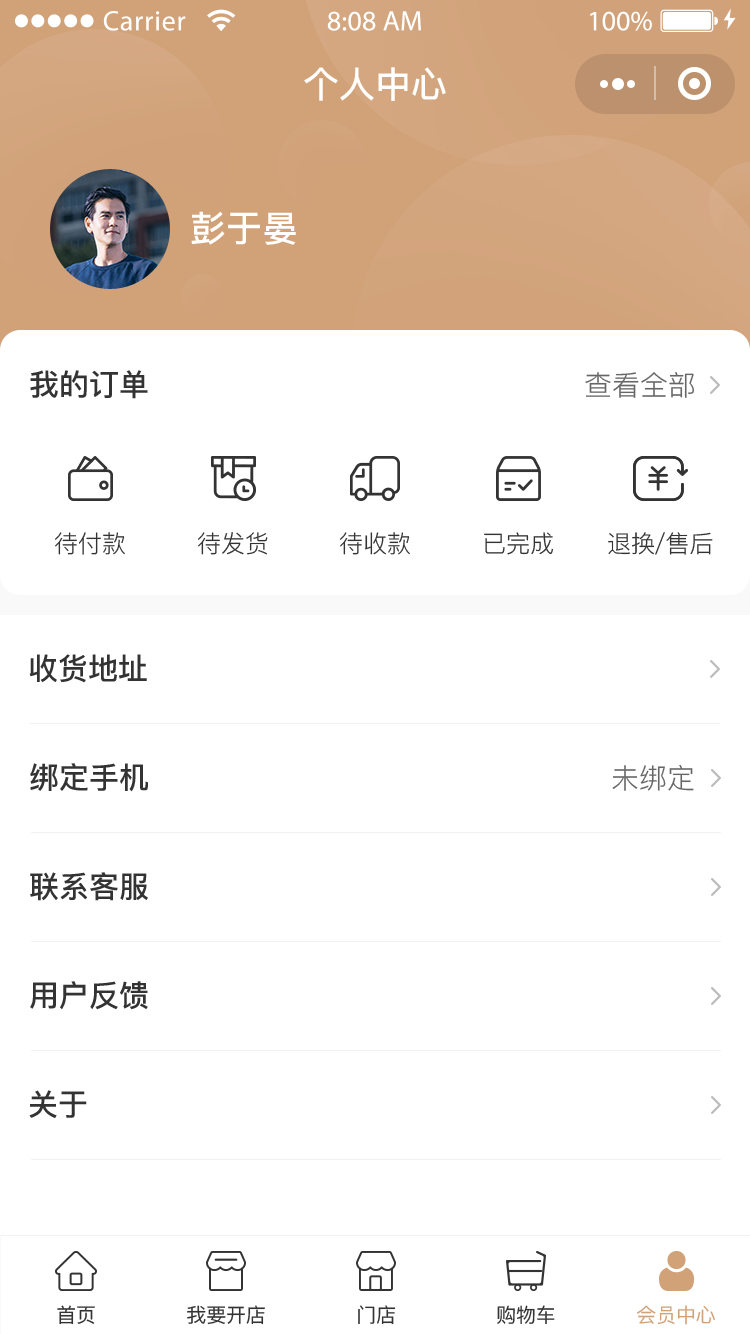 Carrier 8:08 AM 100%
个人中心
彭于晏
我的订单 查看全部
待付款 待发货 待收款 已完成 退换/售后
收货地址
绑定手机 未绑定
联系客服
用户反馈
关于
首页 我要开店 门店 购物车 会员中心